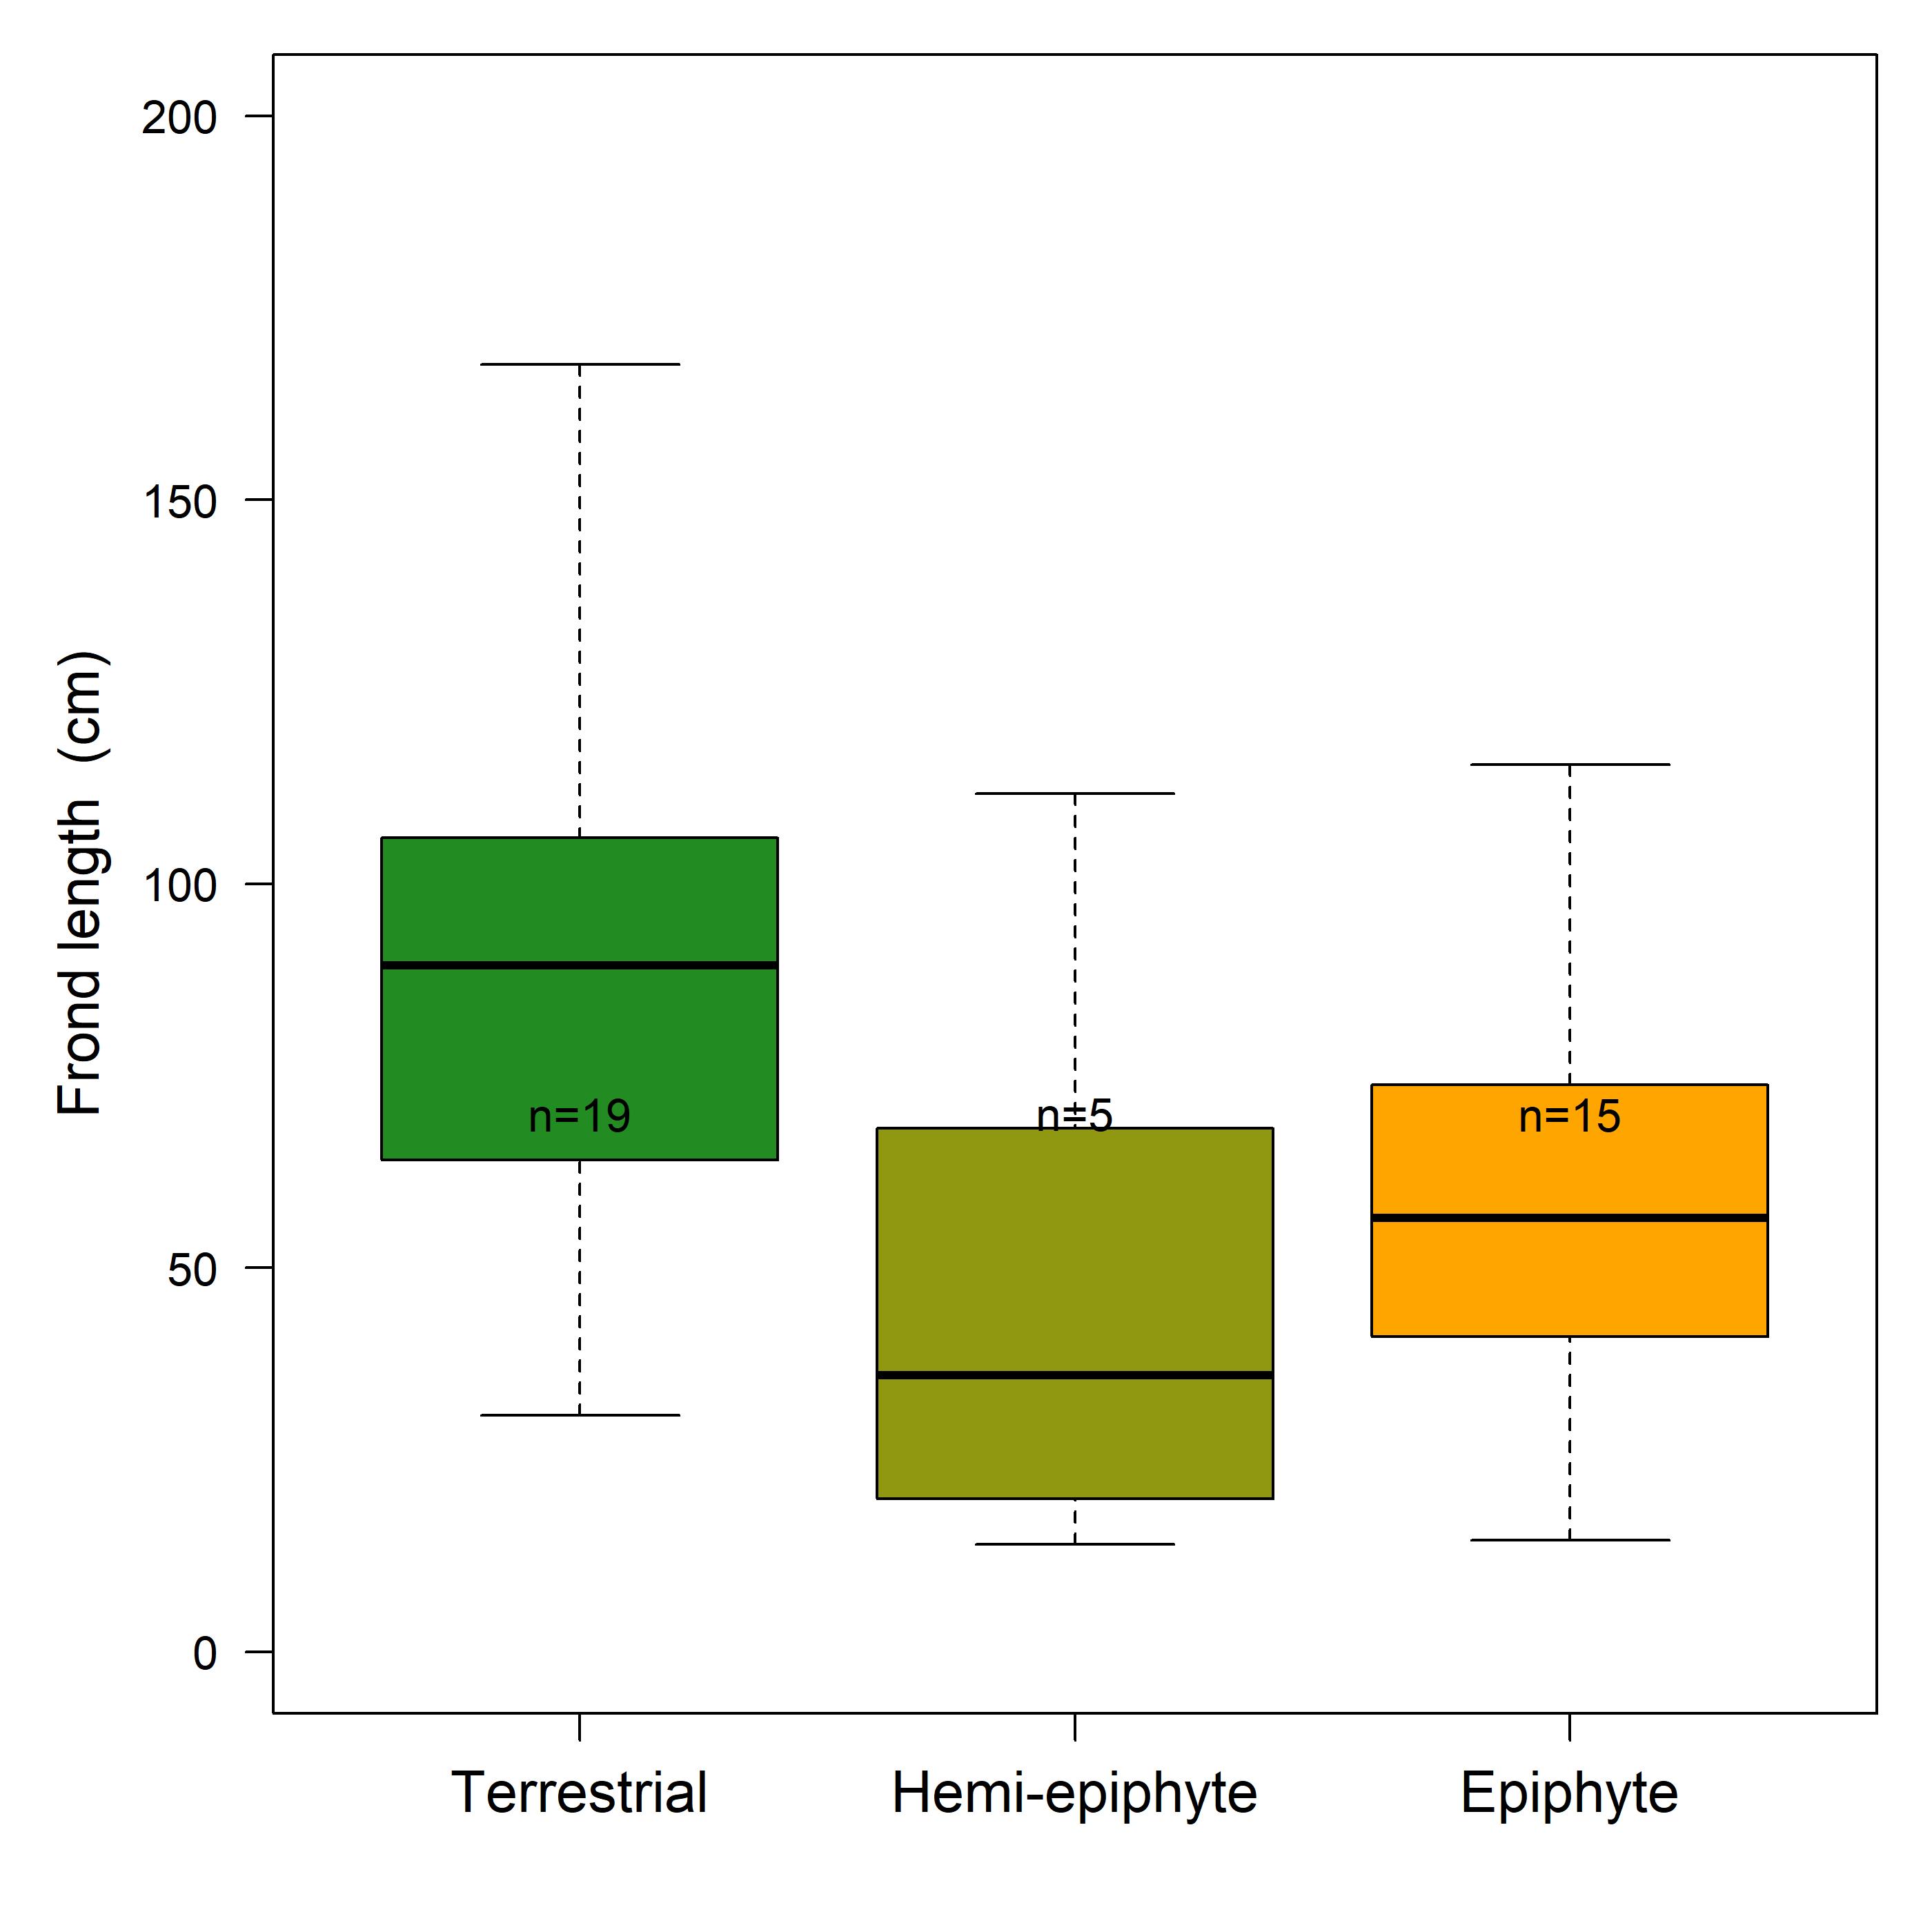 Frond length (cm)
200
150
100
50
0
n=19
n=5
n=15
Terrestrial
Hemi-epiphyte
Epiphyte